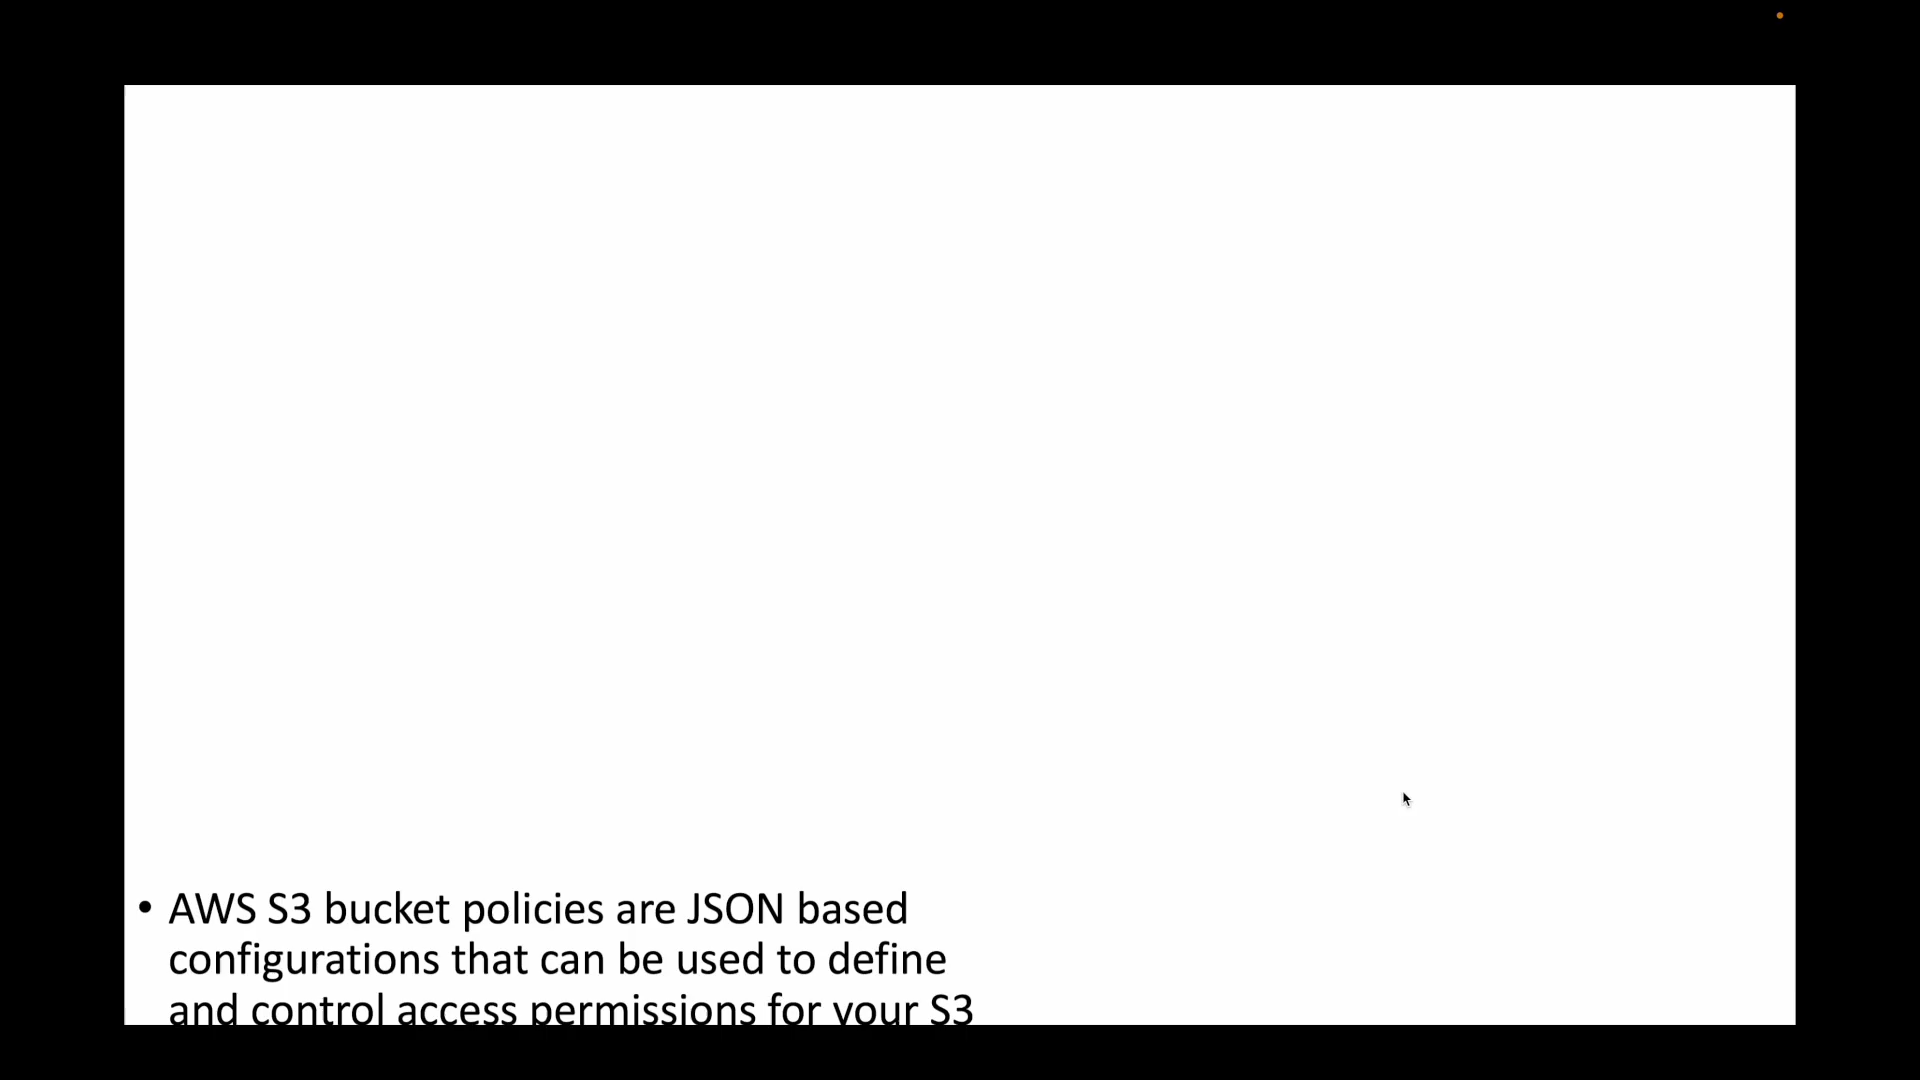 • AWS S3 bucket policies are JSON based
configurations that can be used to define
and control access permissions for your S3